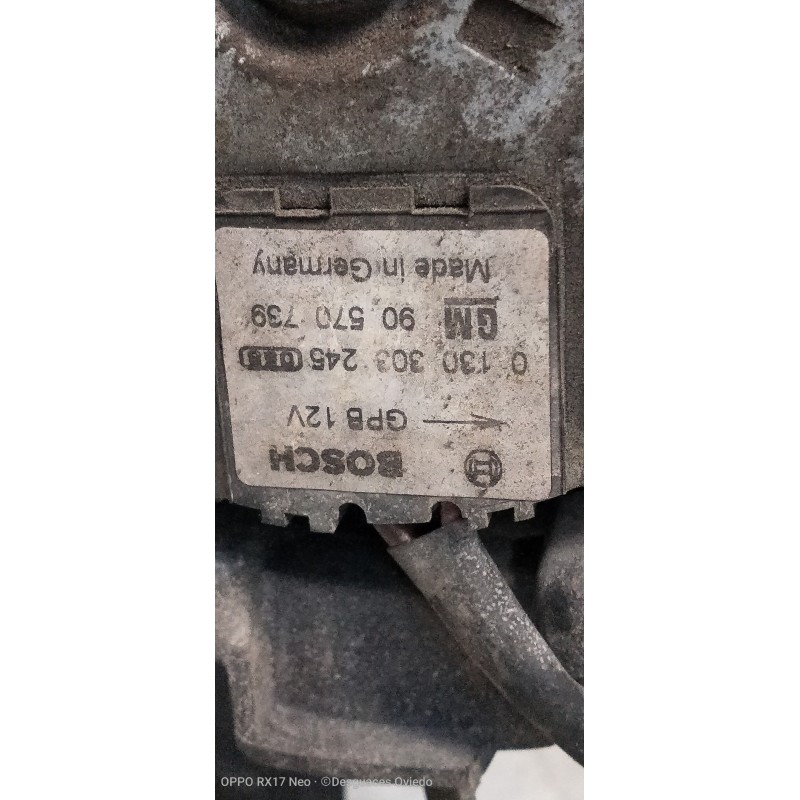 BOSCH
GPB 12V
0 130 303 245
GM 90 570 739
Made in Germany
OPPO RX17 Neo · ©Desguaces Oviedo